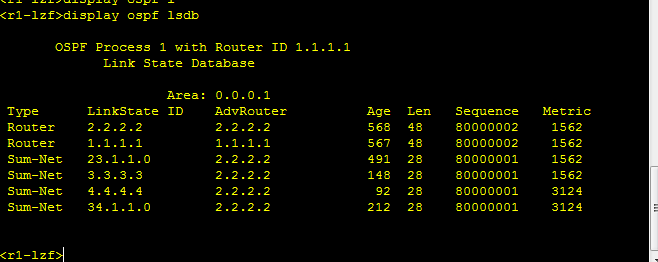 <r1-lzf>display ospf lsdb
OSPF Process 1 with Router ID 1.1.1.1
Link State Database
Area: 0.0.0.1
Type LinkState ID AdvRouter Age Len Sequence Metric
Router 2.2.2.2 2.2.2.2 568 48 80000002 1562
Router 1.1.1.1 1.1.1.1 567 48 80000002 1562
Sum-Net 23.1.1.0 2.2.2.2 491 28 80000001 1562
Sum-Net 3.3.3.3 2.2.2.2 148 28 80000001 1562
Sum-Net 4.4.4.4 2.2.2.2 92 28 80000001 3124
Sum-Net 34.1.1.0 2.2.2.2 212 28 80000001 3124
<r1-lzf>